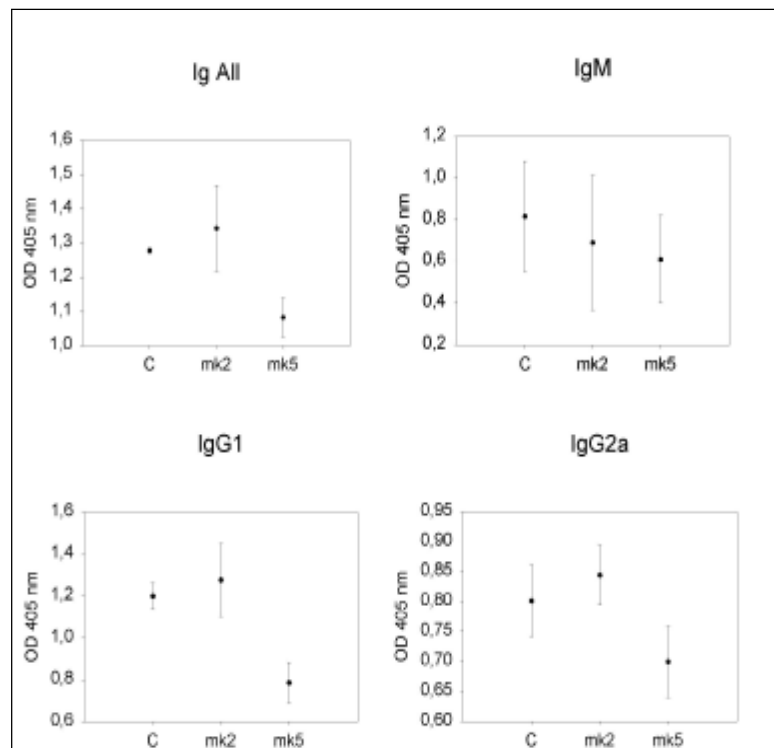 Ig All
1,6
1,5
1,4
1,3
1,2
1,1
1,0
OD 405 nm
C mk2 mk5
IgM
1,2
1,0
0,8
0,6
0,4
0,2
OD 405 nm
C mk2 mk5
IgG1
1,6
1,4
1,2
1,0
0,8
0,6
OD 405 nm
C mk2 mk5
IgG2a
0,95
0,90
0,85
0,80
0,75
0,70
0,65
0,60
OD 405 nm
C mk2 mk5